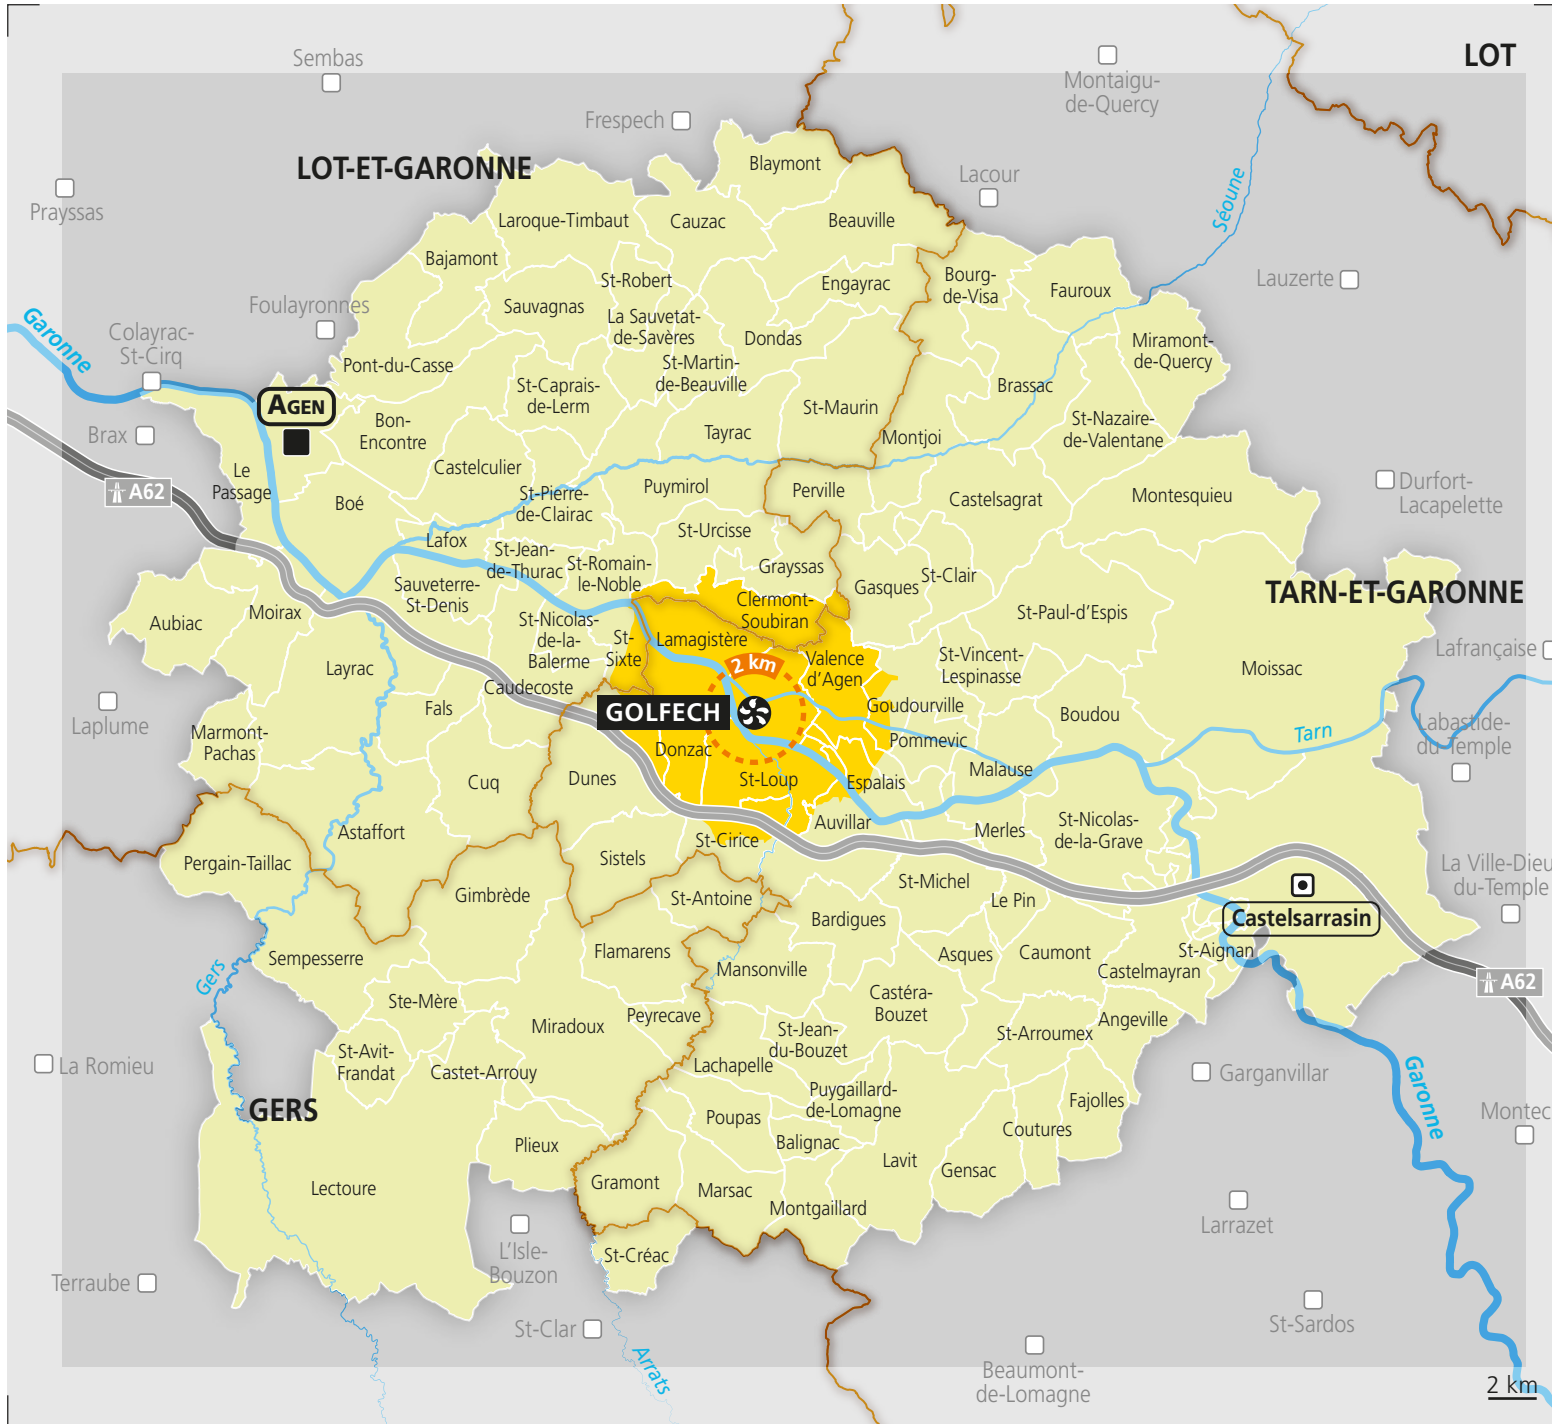 LOT
Sembas
Montaigu-
de-Quercy
Frespech
LOT-ET-GARONNE
Blaymont
Lacour
Prayssas
Séoune
Laroque-Timbaut
Cauzac
Beauville
Bajamont
St-Robert
Engayrac
Bourg-
de-Visa
Fauroux
Lauzerte
Foulayronnes
Sauvagnas
Garonne
Colayrac-
St-Cirq
La Sauvetat-
de-Savères
Dondas
Miramont-
de-Quercy
Pont-du-Casse
St-Martin-
de-Beauville
St-Caprais-
de-Lerm
Brassac
AGEN
St-Maurin
Bon-
Encontre
St-Nazaire-
de-Valentane
Brax
Tayrac
Montjoi
Le
Passage
Castelculier
A62
Boé
St-Pierre-
de-Clairac
Puymirol
Perville
Castelsagrat
Montesquieu
Durfort-
Lacapelette
Lafox
St-Urcisse
St-Jean-
de-Thurac
St-Romain-
le-Noble
Grayssas
Gasques
St-Clair
TARN-ET-GARONNE
Sauveterre-
St-Denis
Clermont-
Soubiran
St-Paul-d'Espis
Aubiac
Moirax
St-Nicolas-
de-la-
Balerme
St-
Sixte
Lamagistère
Lafrançaise
Layrac
2 km
Valence
d'Agen
St-Vincent-
Lespinasse
Moissac
Caudecoste
Laplume
Fals
GOLFECH
Goudourville
Boudou
Marmont-
Pachas
Donzac
Pommevic
Tarn
Labastide-
du-Temple
Cuq
Dunes
St-Loup
Espalais
Malause
Astaffort
Auvillar
Merles
St-Nicolas-
de-la-Grave
St-Cirice
Pergain-Taillac
Sistels
La Ville-Dieu
du-Temple
Gimbrède
St-Antoine
St-Michel
Le Pin
Castelsarrasin
Bardigues
Sempesserre
Flamarens
Mansonville
Asques
Caumont
St-Aignan
Castelmayran
A62
Gers
Ste-Mère
Castéra-
Bouzet
Miradoux
Peyrecave
St-Jean-
du-Bouzet
St-Arroumex
Angeville
La Romieu
St-Avit-
Frandat
Castet-Arrouy
Lachapelle
Garganvillar
Garonne
GERS
Puygaillard-
de-Lomagne
Fajolles
Poupas
Montec
Plieux
Balignac
Coutures
Lavit
Gensac
Lectoure
Gramont
Marsac
Montgaillard
Larrazet
L'Isle-
Bouzon
St-Créac
Terraube
St-Clar
Arrats
St-Sardos
Beaumont-
de-Lomagne
2 km